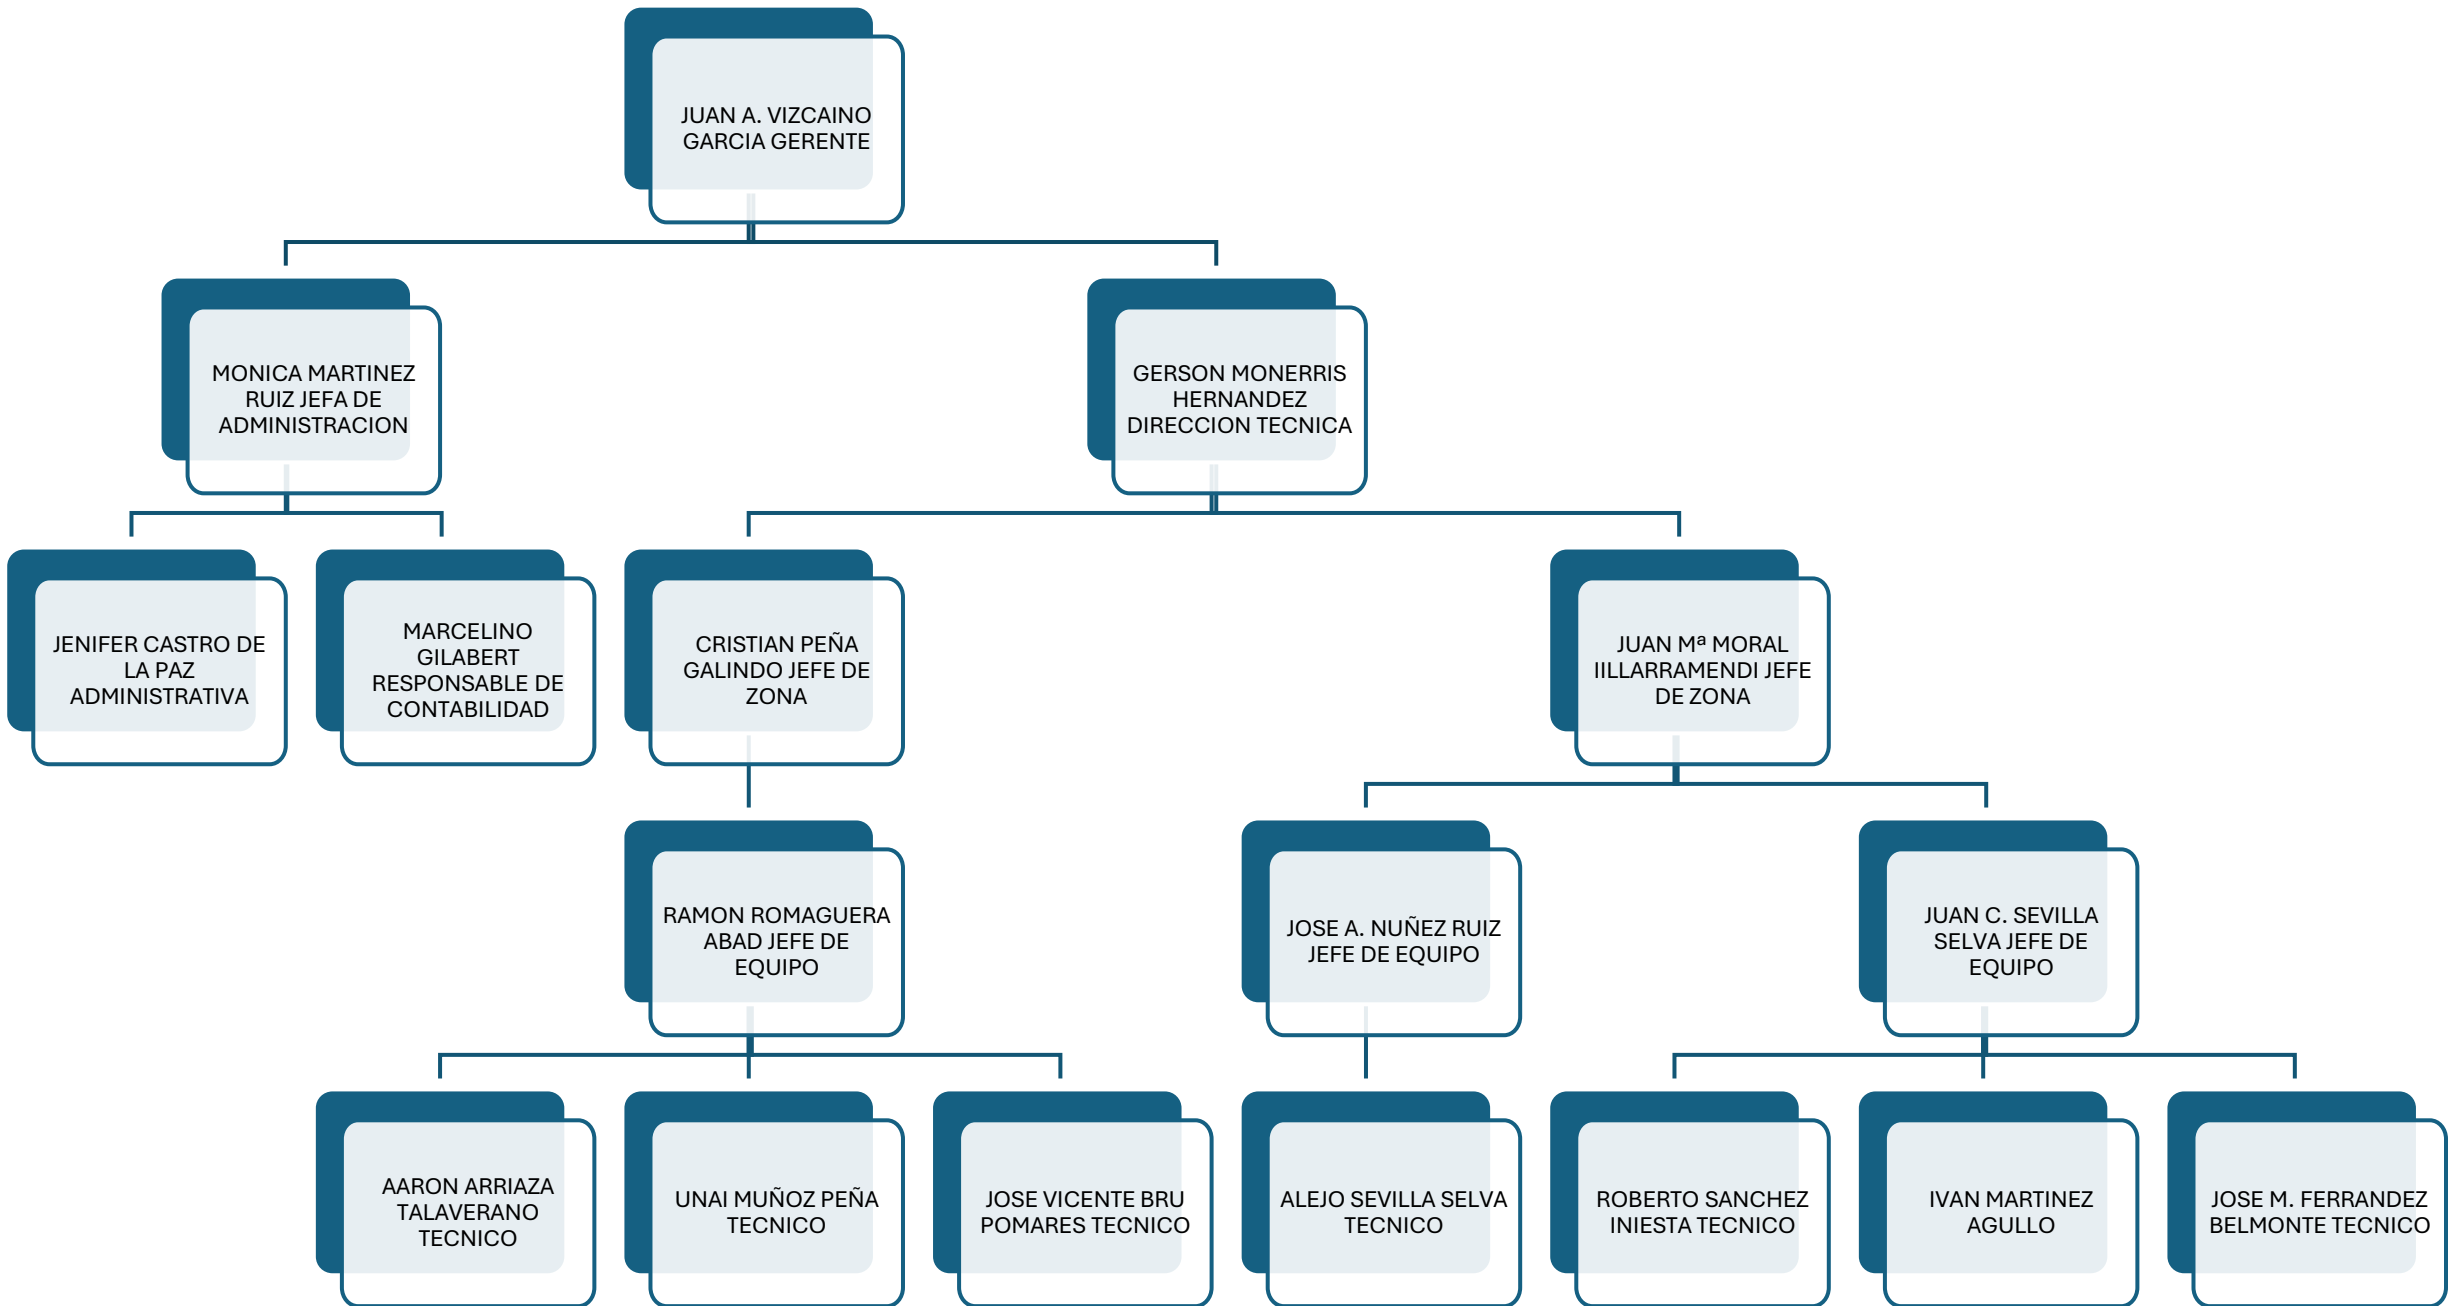 JUAN A. VIZCAINO
GARCIA GERENTE
MONICA MARTINEZ
RUIZ JEFA DE
ADMINISTRACION
GERSON MONERRIS
HERNANDEZ
DIRECCION TECNICA
JENIFER CASTRO DE
LA PAZ
ADMINISTRATIVA
MARCELINO
GILABERT
RESPONSABLE DE
CONTABILIDAD
CRISTIAN PEÑA
GALINDO JEFE DE
ZONA
JUAN Mª MORAL
IILLARRAMENDI JEFE
DE ZONA
RAMON ROMAGUERA
ABAD JEFE DE
EQUIPO
JOSE A. NUÑEZ RUIZ
JEFE DE EQUIPO
JUAN C. SEVILLA
SELVA JEFE DE
EQUIPO
AARON ARRIAZA
TALAVERANO
TECNICO
UNAI MUÑOZ PEÑA
TECNICO
JOSE VICENTE BRU
POMARES TECNICO
ALEJO SEVILLA SELVA
TECNICO
ROBERTO SANCHEZ
INIESTA TECNICO
IVAN MARTINEZ
AGULLO
JOSE M. FERRANDEZ
BELMONTE TECNICO